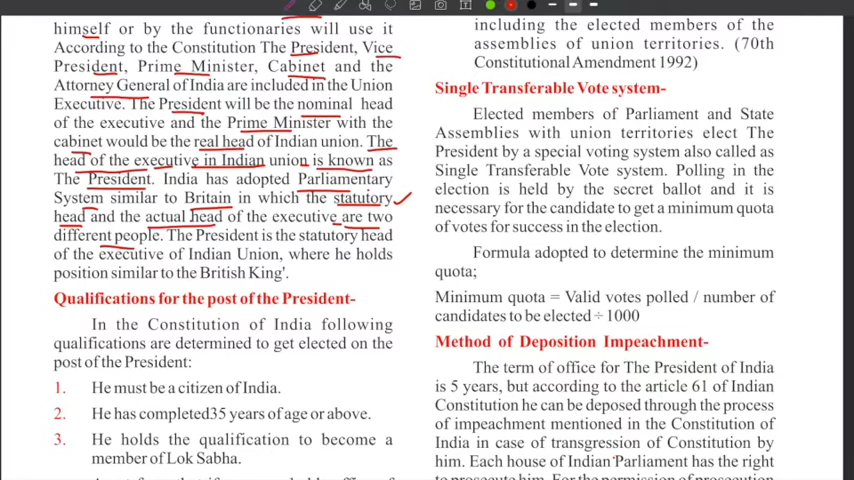 himself or by the functionaries will use it
According to the Constitution The President, Vice
President, Prime Minister, Cabinet and the
Attorney General of India are included in the Union
Executive. The President will be the nominal head
of the executive and the Prime Minister with the
cabinet would be the real head of Indian union. The
head of the executive in Indian union is known as
The President. India has adopted Parliamentary
System similar to Britain in which the statutory
head and the actual head of the executive are two
different people. The President is the statutory head
of the executive of Indian Union, where he holds
position similar to the British King'.
Qualifications for the post of the President-
In the Constitution of India following
qualifications are determined to get elected on the
post of the President:
1. He must be a citizen of India.
2. He has completed35 years of age or above.
3. He holds the qualification to become a
member of Lok Sabha.
including the elected members of the
assemblies of union territories. (70th
Constitutional Amendment 1992)
Single Transferable Vote system-
Elected members of Parliament and State
Assemblies with union territories elect The
President by a special voting system also called as
Single Transferable Vote system. Polling in the
election is held by the secret ballot and it is
necessary for the candidate to get a minimum quota
of votes for success in the election.
Formula adopted to determine the minimum
quota;
Minimum quota = Valid votes polled / number of
candidates to be elected ÷ 1000
Method of Deposition Impeachment-
The term of office for The President of India
is 5 years, but according to the article 61 of Indian
Constitution he can be deposed through the process
of impeachment mentioned in the Constitution of
India in case of transgression of Constitution by
him. Each house of Indian Parliament has the right
to prosecute him. For the permission of prosecution